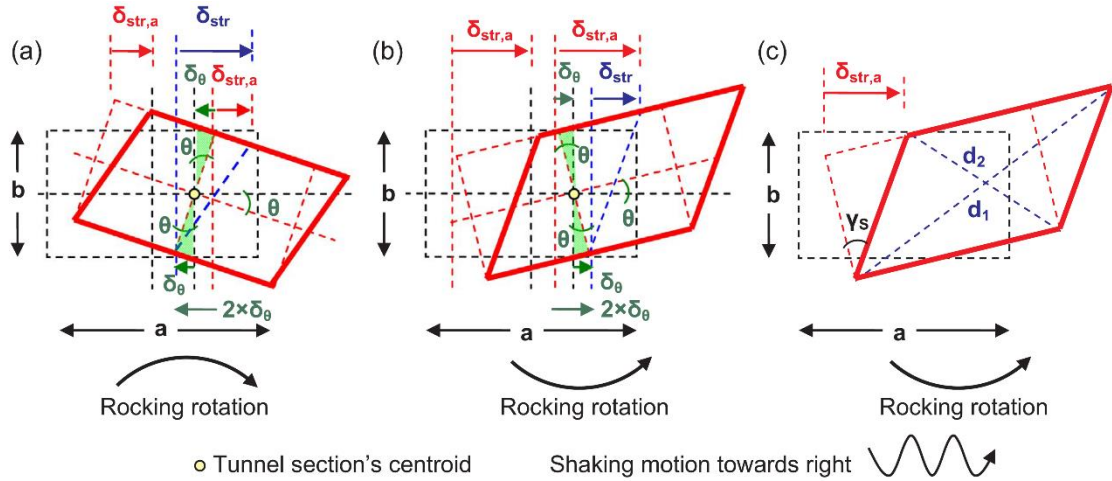 (a)
δstr,a
δstr
δθ
δstr,a
b
θ
θ
θ
δθ
2×δθ
a
Rocking rotation
(b)
δstr,a
δstr,a
δθ
δstr
b
θ
θ
θ
δθ
2×δθ
a
Rocking rotation
(c)
δstr,a
b
d2
d1
γS
a
Rocking rotation
Tunnel section's centroid
Shaking motion towards right